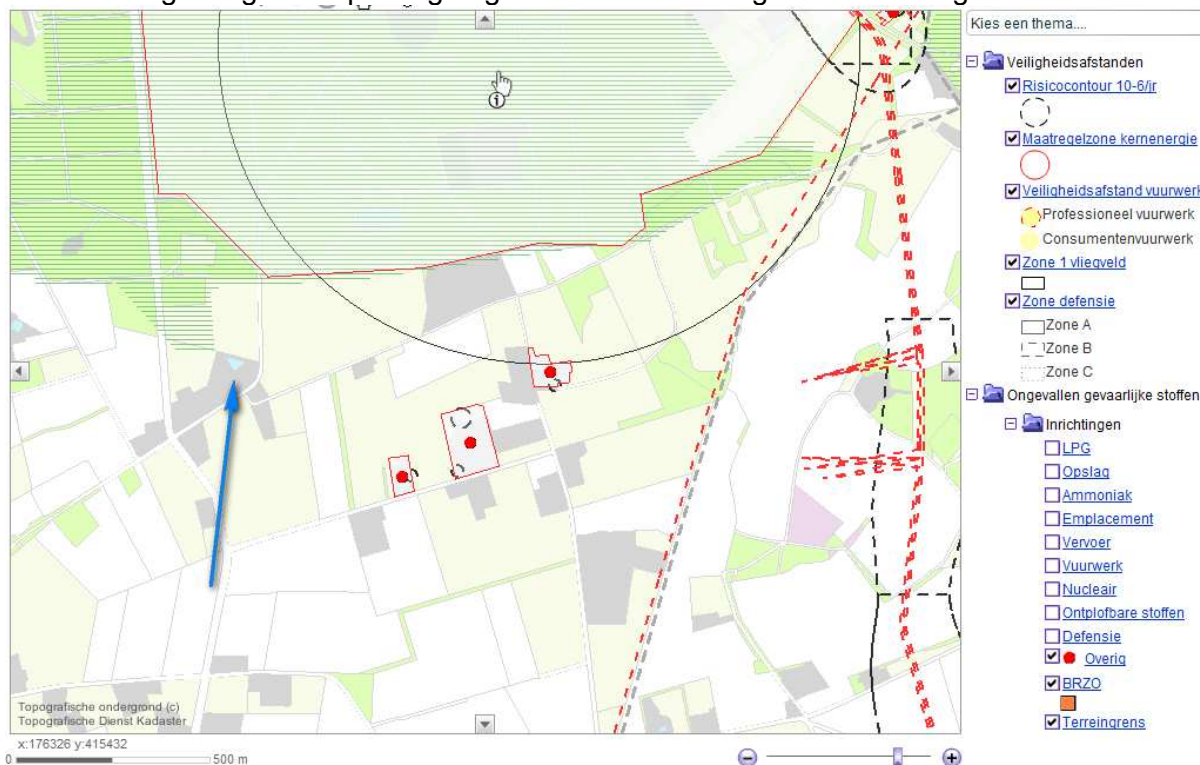 Kies een thema....
Veiligheidsafstanden
Risicocontour 10-6/jr
Maatregelzone kernenergie
Veiligheidsafstand vuurwerk
Professioneel vuurwerk
Consumentenvuurwerk
Zone 1 vliegveld
Zone defensie
Zone A
Zone B
Zone C
Ongevallen gevaarlijke stoffen
Inrichtingen
LPG
Opslag
Ammoniak
Emplacement
Vervoer
Vuurwerk
Nucleair
Ontplofbare stoffen
Defensie
Overig
BRZO
Terreingrens
Topografische ondergrond (c)
Topografische Dienst Kadaster
x:176326 y:415432
0 500 m